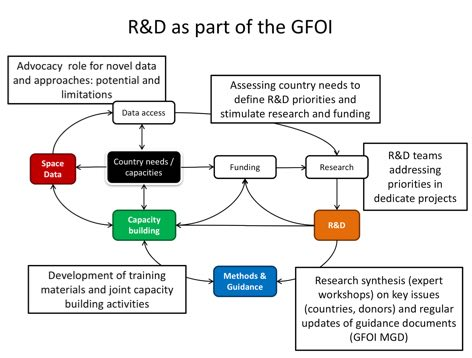 R&D as part of the GFOI
Advocacy role for novel data
and approaches: potential and
limitations
Assessing country needs to
define R&D priorities and
stimulate research and funding
Data access
R&D teams
addressing
priorities in
dedicate projects
Space
Data
Country needs /
capacities
Funding
Research
Capacity
building
R&D
Development of training
materials and joint capacity
building activities
Methods &
Guidance
Research synthesis (expert
workshops) on key issues
(countries, donors) and regular
updates of guidance documents
(GFOI MGD)